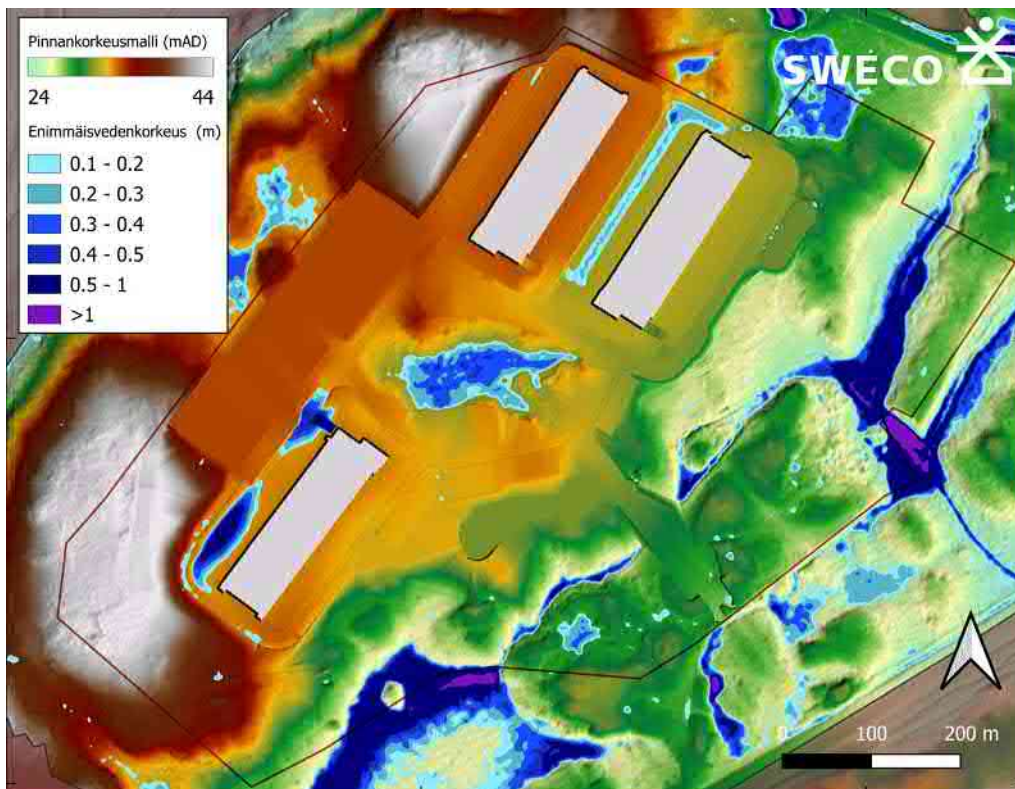 Pinnankorkeusmalli (mAD)
24 44
Enimmäisvedenkorkeus (m)
0.1 - 0.2
0.2 - 0.3
0.3 - 0.4
0.4 - 0.5
0.5 - 1
>1
SWECO
0 100 200 m